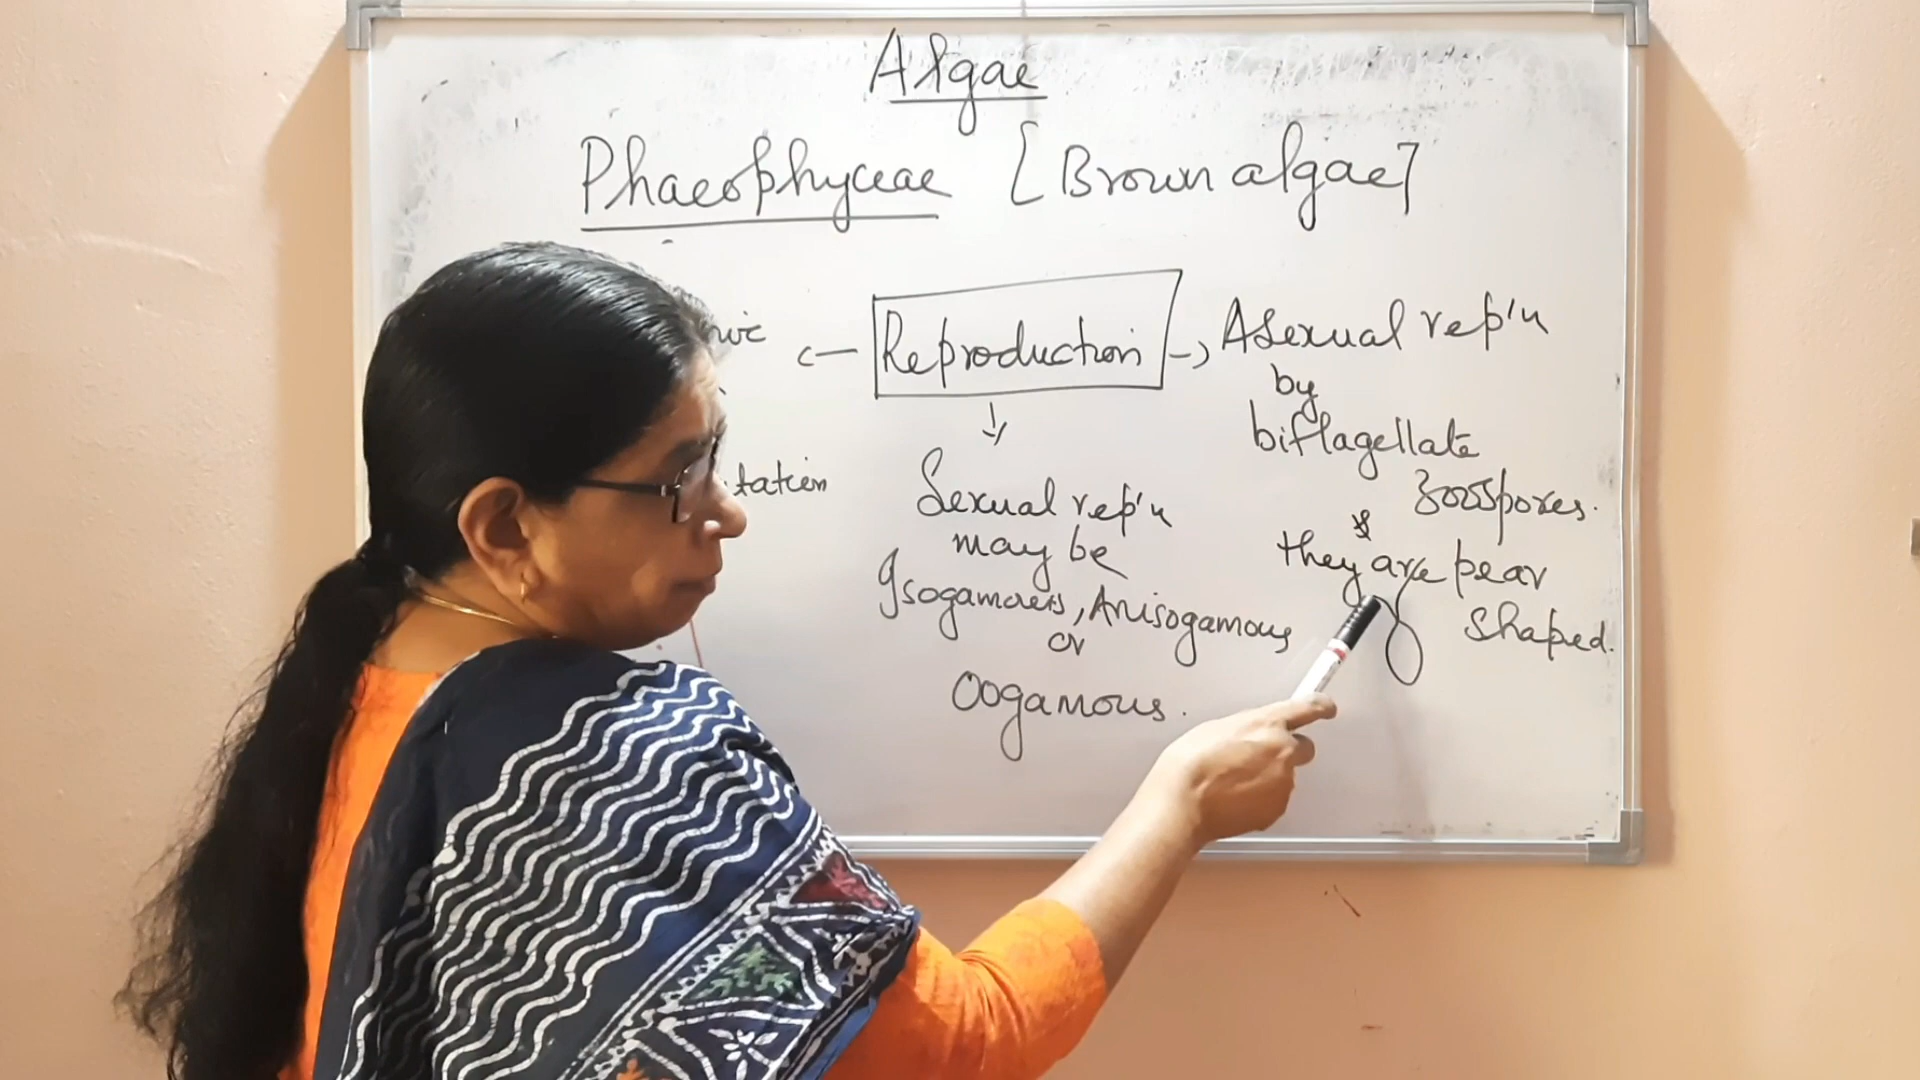 Algae
Phaeophyceae [Brown algae]
Reproduction
Asexual rep'n
by
biflagellate
zoospores.
they are pear
shaped.
Sexual rep'n
may be
Isogamous, Anisogamous
or
Oogamous.